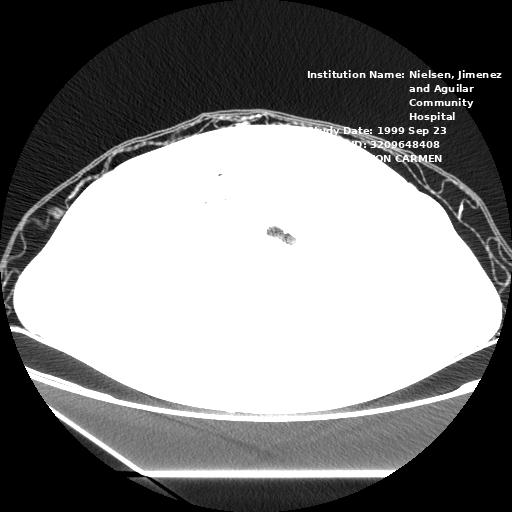 Institution Name: Nielsen, Jimenez
and Aguilar
Community
Hospital
Date: 1999 Sep 23
3209648408
CARMEN